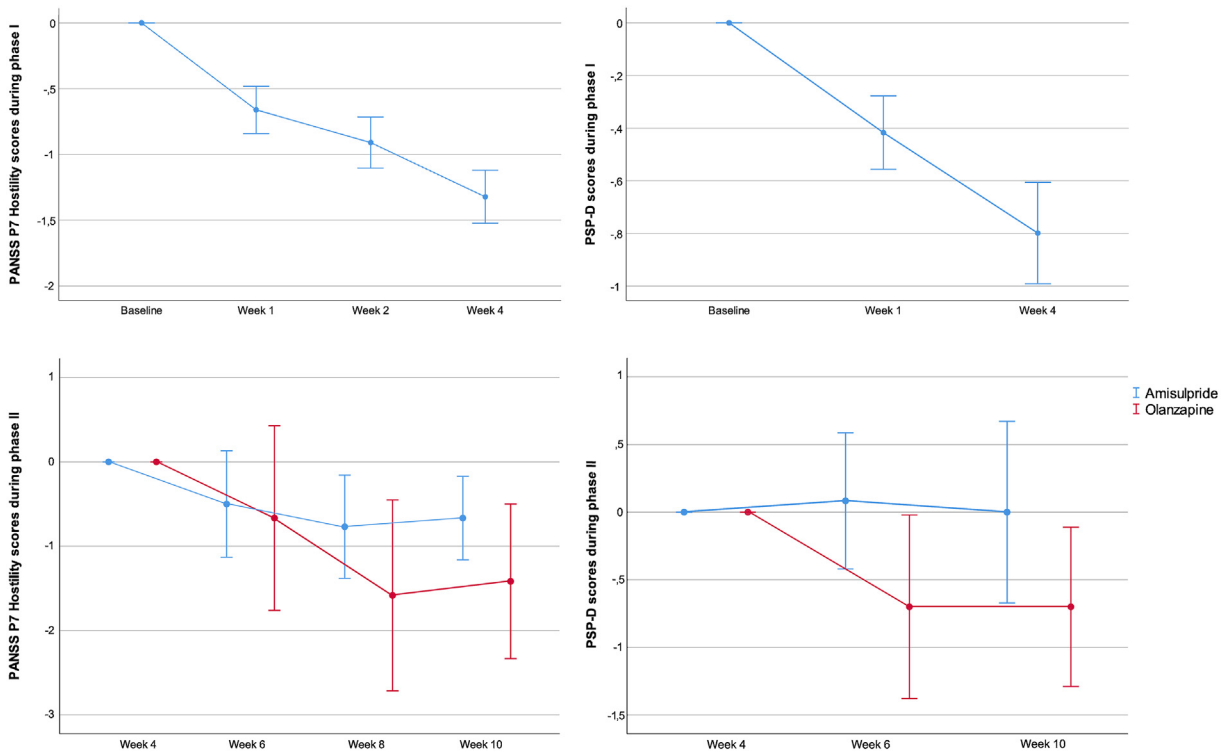 PANSS P7 Hostility scores during phase I
0
-,5
-1
-1,5
-2
Baseline
Week 1
Week 2
Week 4
PSP-D scores during phase I
0
-,2
-,4
-,6
-,8
-1
Baseline
Week 1
Week 4
PANSS P7 Hostility scores during phase II
1
0
-1
-2
-3
Week 4
Week 6
Week 8
Week 10
PSP-D scores during phase II
1
,5
0
-,5
-1
-1,5
Week 4
Week 6
Week 10
Amisulpride
Olanzapine